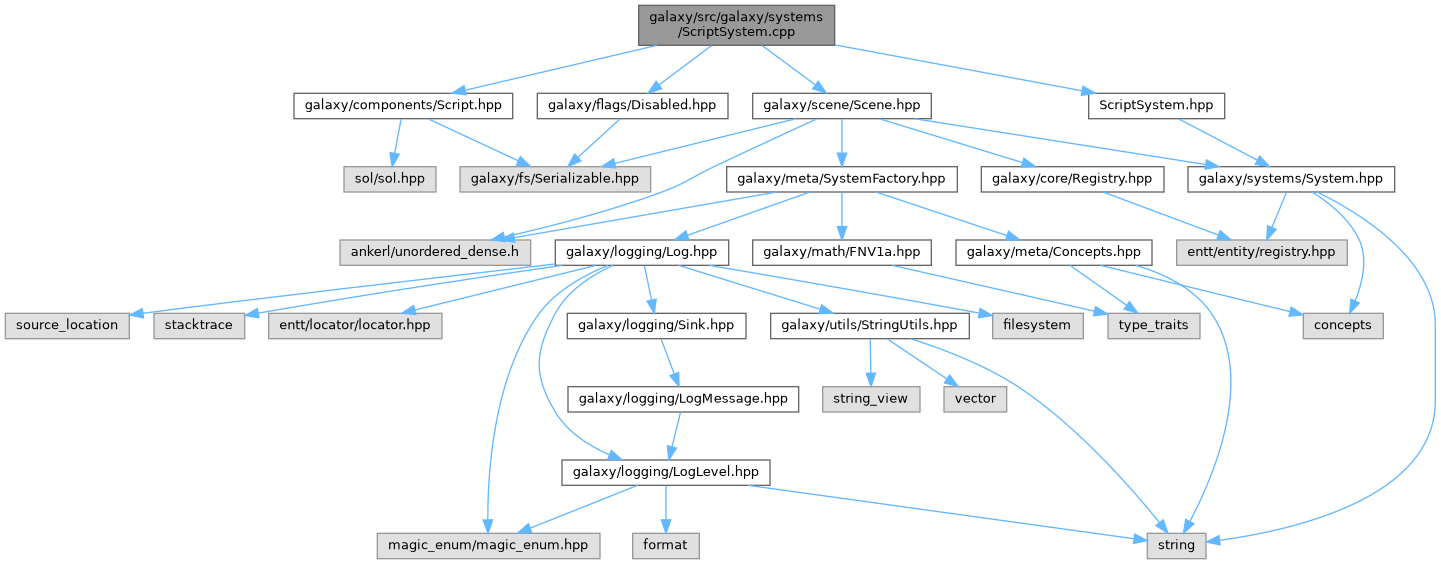 galaxy/src/galaxy/systems
/ScriptSystem.cpp
galaxy/components/Script.hpp
galaxy/flags/Disabled.hpp
galaxy/scene/Scene.hpp
ScriptSystem.hpp
sol/sol.hpp
galaxy/fs/Serializable.hpp
galaxy/meta/SystemFactory.hpp
galaxy/core/Registry.hpp
galaxy/systems/System.hpp
ankerl/unordered_dense.h
galaxy/logging/Log.hpp
galaxy/math/FNV1a.hpp
galaxy/meta/Concepts.hpp
entt/entity/registry.hpp
source_location
stacktrace
entt/locator/locator.hpp
galaxy/logging/Sink.hpp
galaxy/utils/StringUtils.hpp
filesystem
type_traits
concepts
galaxy/logging/LogMessage.hpp
string_view
vector
galaxy/logging/LogLevel.hpp
magic_enum/magic_enum.hpp
format
string